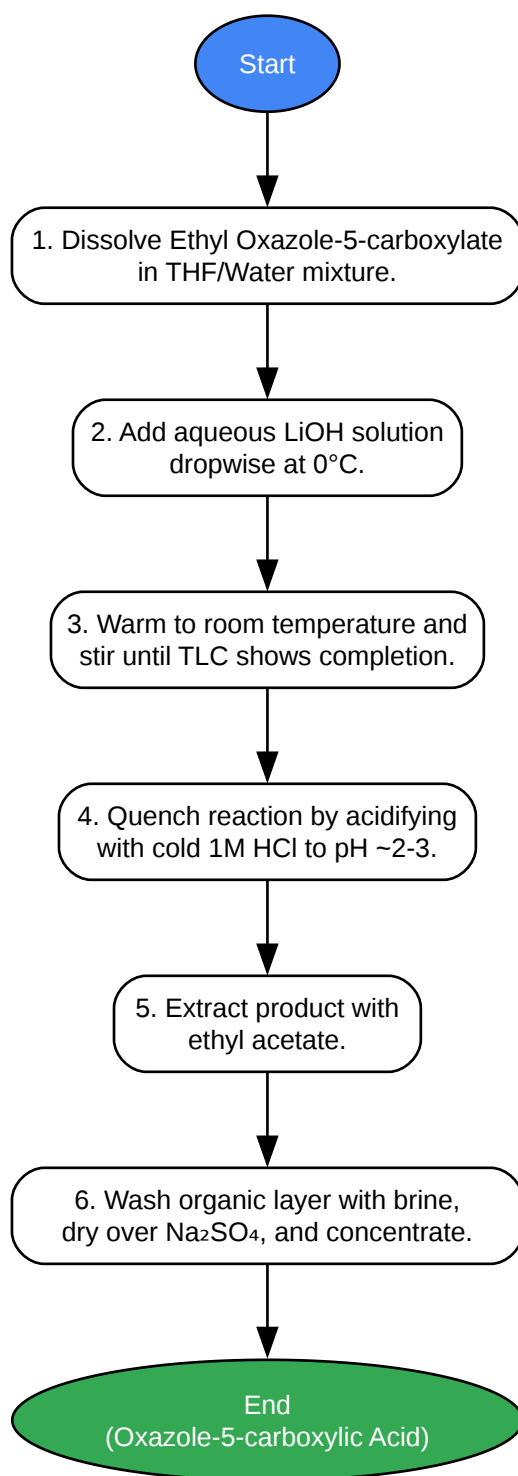 Start
1. Dissolve Ethyl Oxazole-5-carboxylate
in THF/Water mixture.
2. Add aqueous LiOH solution
dropwise at 0°C.
3. Warm to room temperature and
stir until TLC shows completion.
4. Quench reaction by acidifying
with cold 1M HCl to pH ~2-3.
5. Extract product with
ethyl acetate.
6. Wash organic layer with brine,
dry over Na₂SO₄, and concentrate.
End
(Oxazole-5-carboxylic Acid)